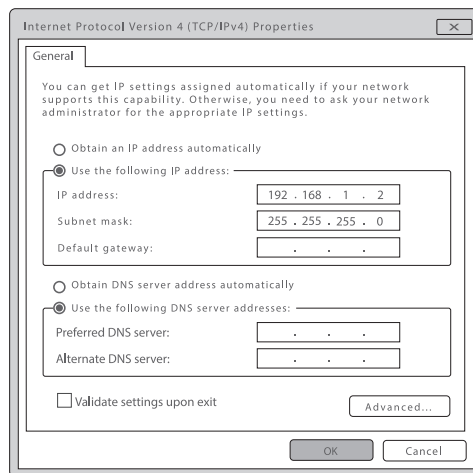 Internet Protocol Version 4 (TCP/IPv4) Properties
General
You can get IP settings assigned automatically if your network
supports this capability. Otherwise, you need to ask your network
administrator for the appropriate IP settings.
Obtain an IP address automatically
Use the following IP address:
IP address: 192 . 168 . 1 . 2
Subnet mask: 255 . 255 . 255 . 0
Default gateway: . . .
Obtain DNS server address automatically
Use the following DNS server addresses:
Preferred DNS server: . . .
Alternate DNS server: . . .
Validate settings upon exit
Advanced...
OK Cancel